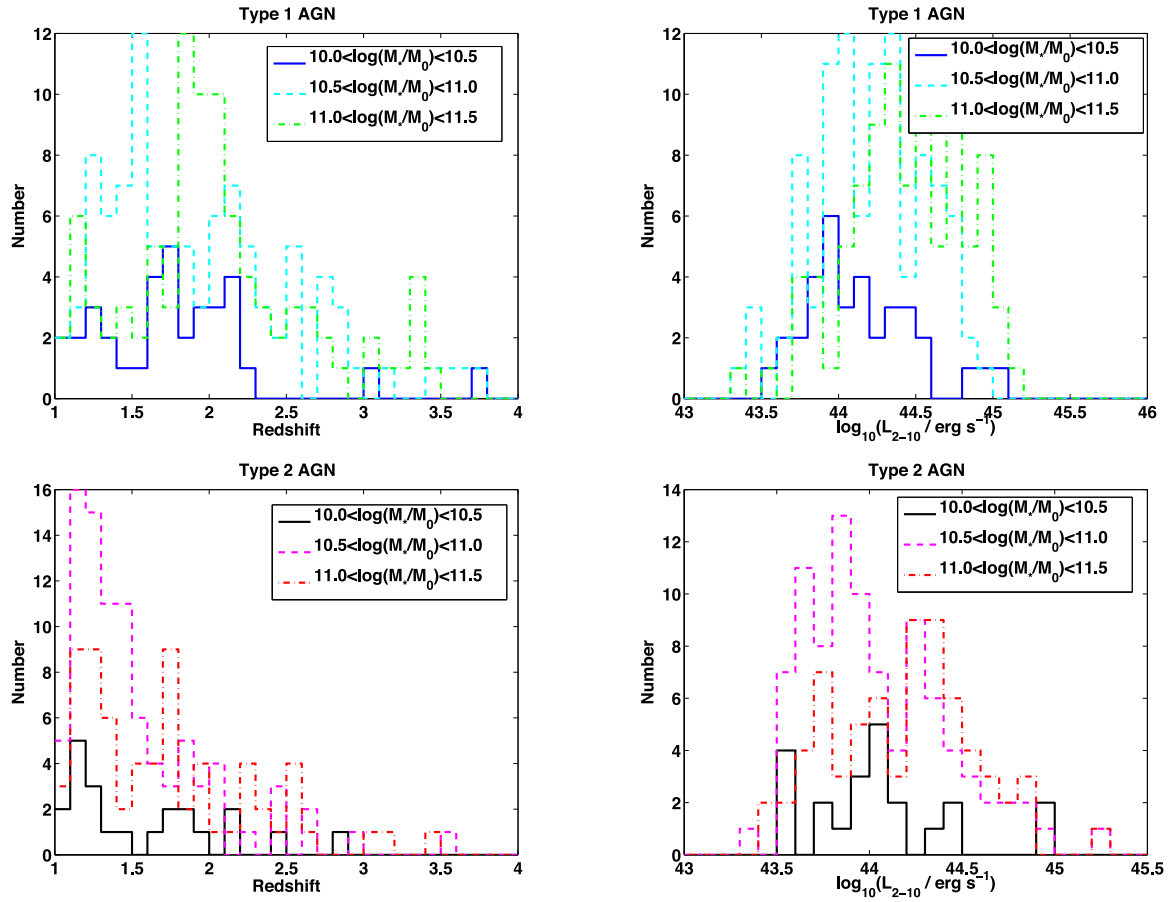 Type 1 AGN
12
10
8
6
4
2
0
Number
1 1.5 2 2.5 3 3.5 4
Redshift
10.0<log(M*/M0)<10.5
10.5<log(M*/M0)<11.0
11.0<log(M*/M0)<11.5
Type 1 AGN
12
10
8
6
4
2
0
Number
43 43.5 44 44.5 45 45.5 46
log10(L2−10 / erg s−1)
10.0<log(M*/M0)<10.5
10.5<log(M*/M0)<11.0
11.0<log(M*/M0)<11.5
Type 2 AGN
16
14
12
10
8
6
4
2
0
Number
1 1.5 2 2.5 3 3.5 4
Redshift
10.0<log(M*/M0)<10.5
10.5<log(M*/M0)<11.0
11.0<log(M*/M0)<11.5
Type 2 AGN
14
12
10
8
6
4
2
0
Number
43 43.5 44 44.5 45 45.5
log10(L2−10 / erg s−1)
10.0<log(M*/M0)<10.5
10.5<log(M*/M0)<11.0
11.0<log(M*/M0)<11.5